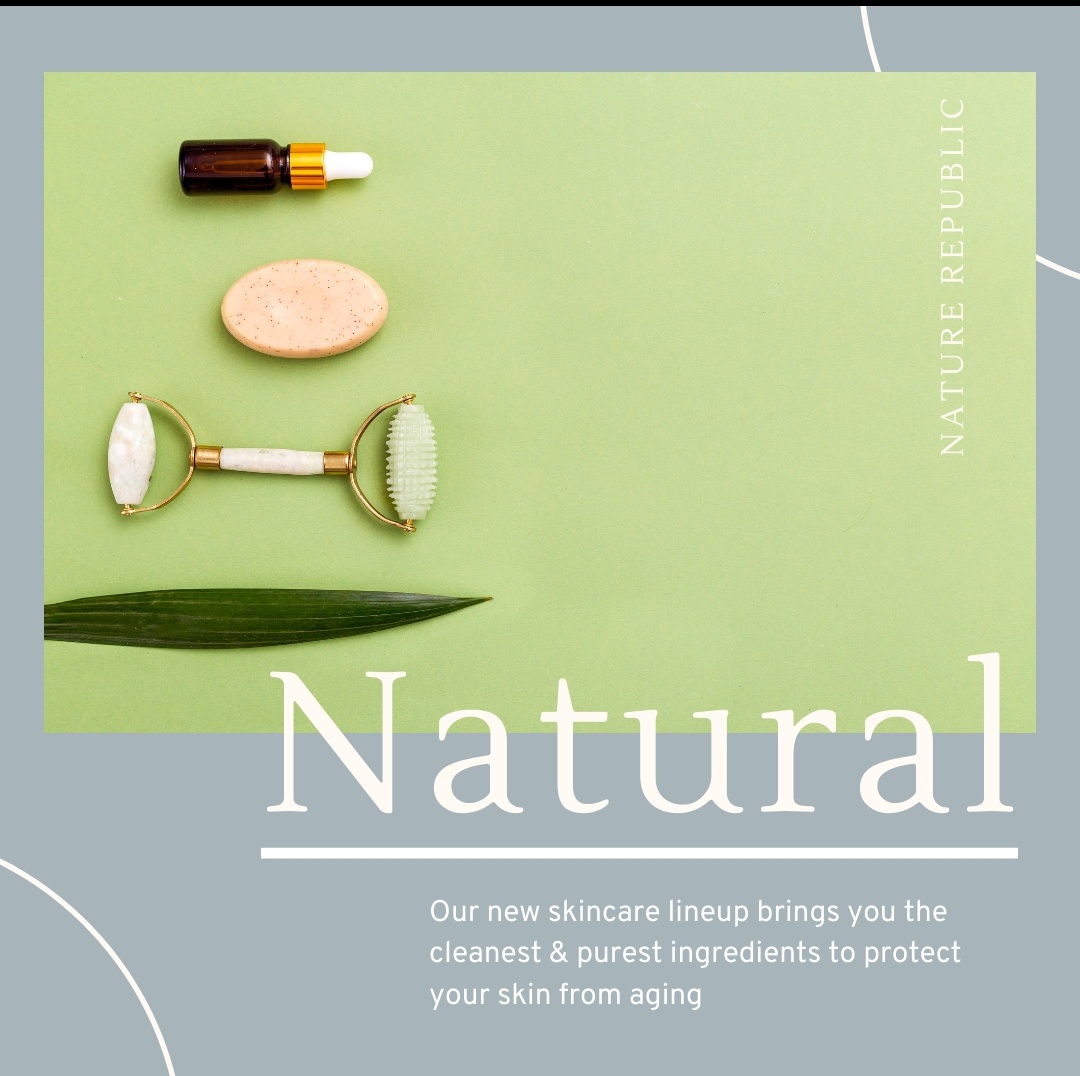 NATURE REPUBLIC
Natural
Our new skincare lineup brings you the
cleanest & purest ingredients to protect
your skin from aging